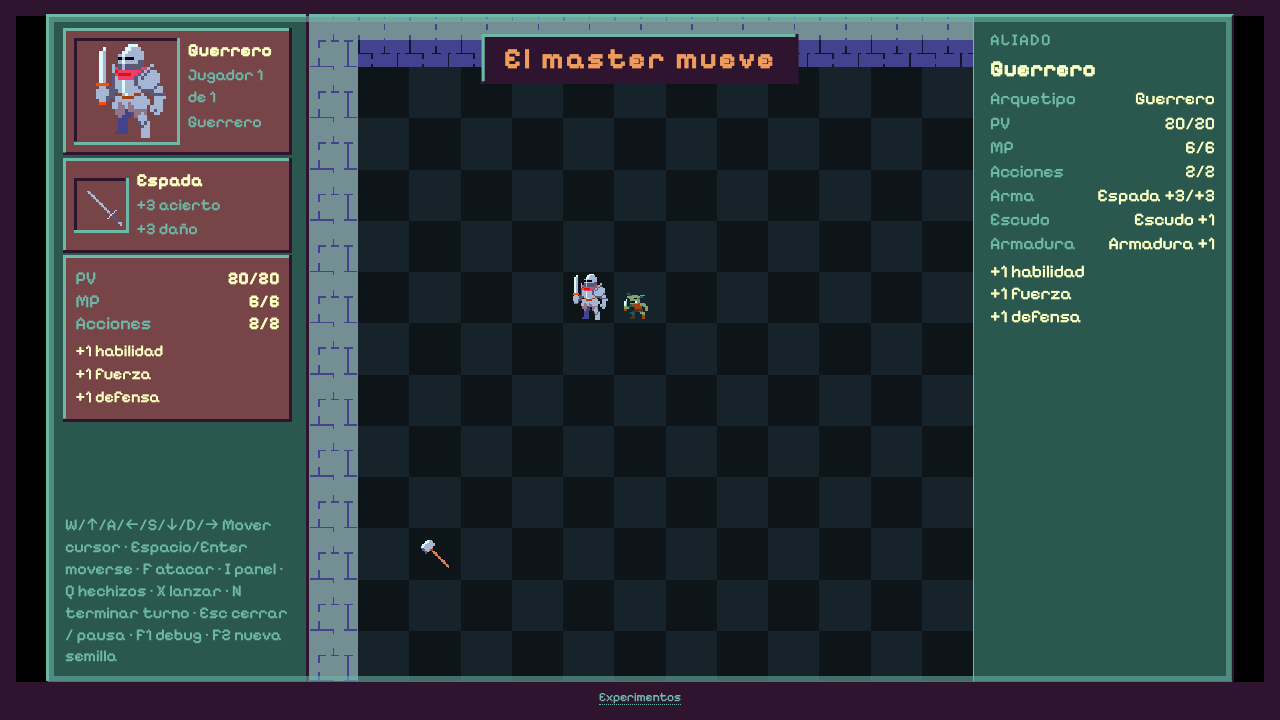 Guerrero
Jugador 1
de 1
Guerrero
Espada
+3 acierto
+3 daño
PV 20/20
MP 6/6
Acciones 2/2
+1 habilidad
+1 fuerza
+1 defensa
W/↑/A/←/S/↓/D/→ Mover
cursor · Espacio/Enter
moverse · F atacar · I panel ·
Q hechizos · X lanzar · N
terminar turno · Esc cerrar
/ pausa · F1 debug · F2 nueva
semilla
El master mueve
ALIADO
Guerrero
Arquetipo Guerrero
PV 20/20
MP 6/6
Acciones 2/2
Arma Espada +3/+3
Escudo Escudo +1
Armadura Armadura +1
+1 habilidad
+1 fuerza
+1 defensa
Experimentos